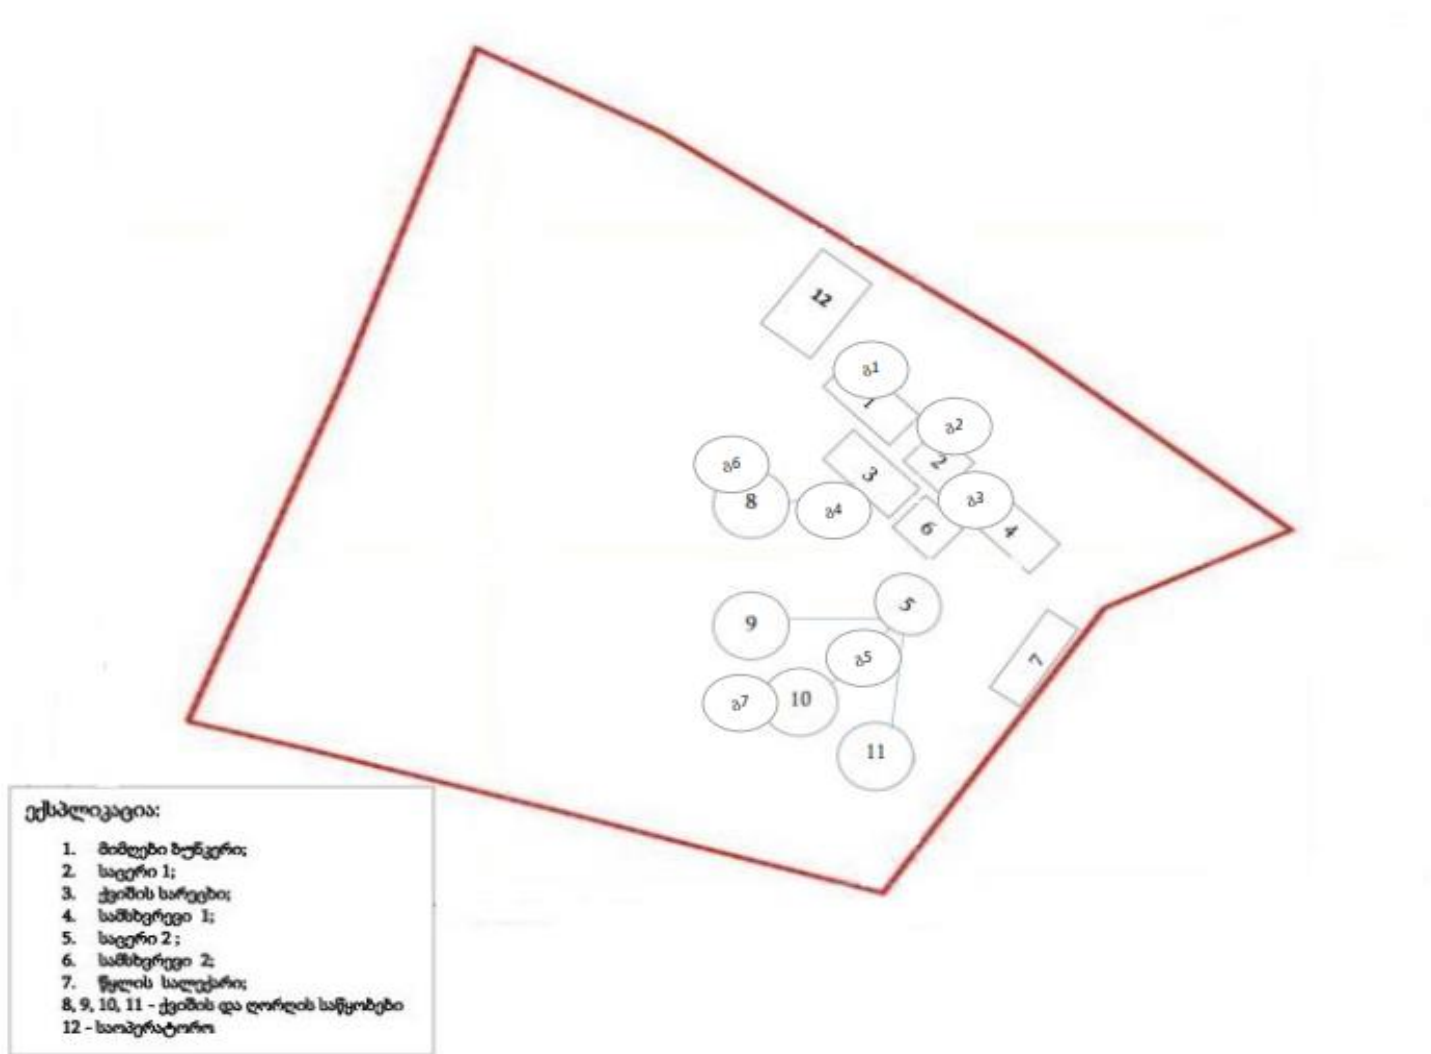 12
გ1
1
გ2
2
გ6
3
8
გ4
გ3
6
4
5
9
გ5
7
გ7
10
11
ექსპლიკაცია:
1. მიმღები ბუნკერი;
2. საცერი 1;
3. ქვიშის სარეცხი;
4. სამსხვრევი 1;
5. საცერი 2 ;
6. სამსხვრევი 2;
7. წყლის სალექარი;
8, 9, 10, 11 - ქვიშის და ღორღის საწყობები
12 - საოპერატორო